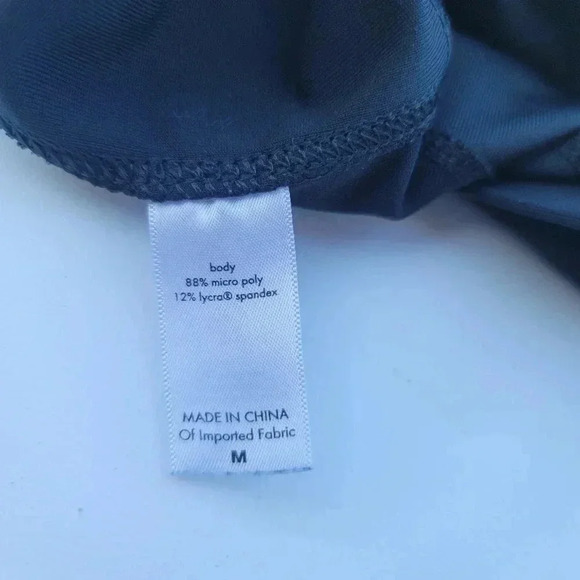 body
88% micro poly
12% lycra® spandex
MADE IN CHINA
Of Imported Fabric
M